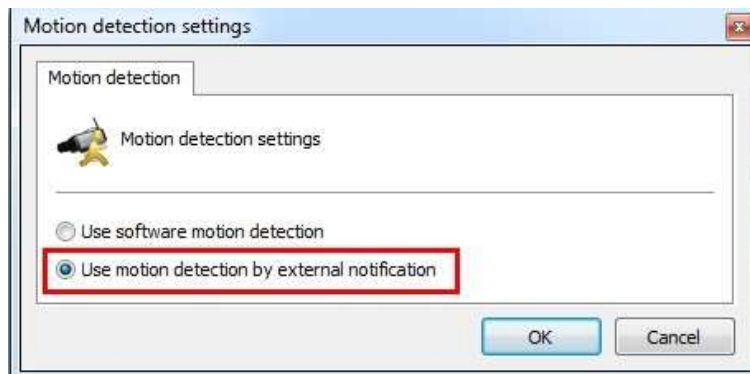 Motion detection settings
Motion detection
Motion detection settings
Use software motion detection
Use motion detection by external notification
OK
Cancel